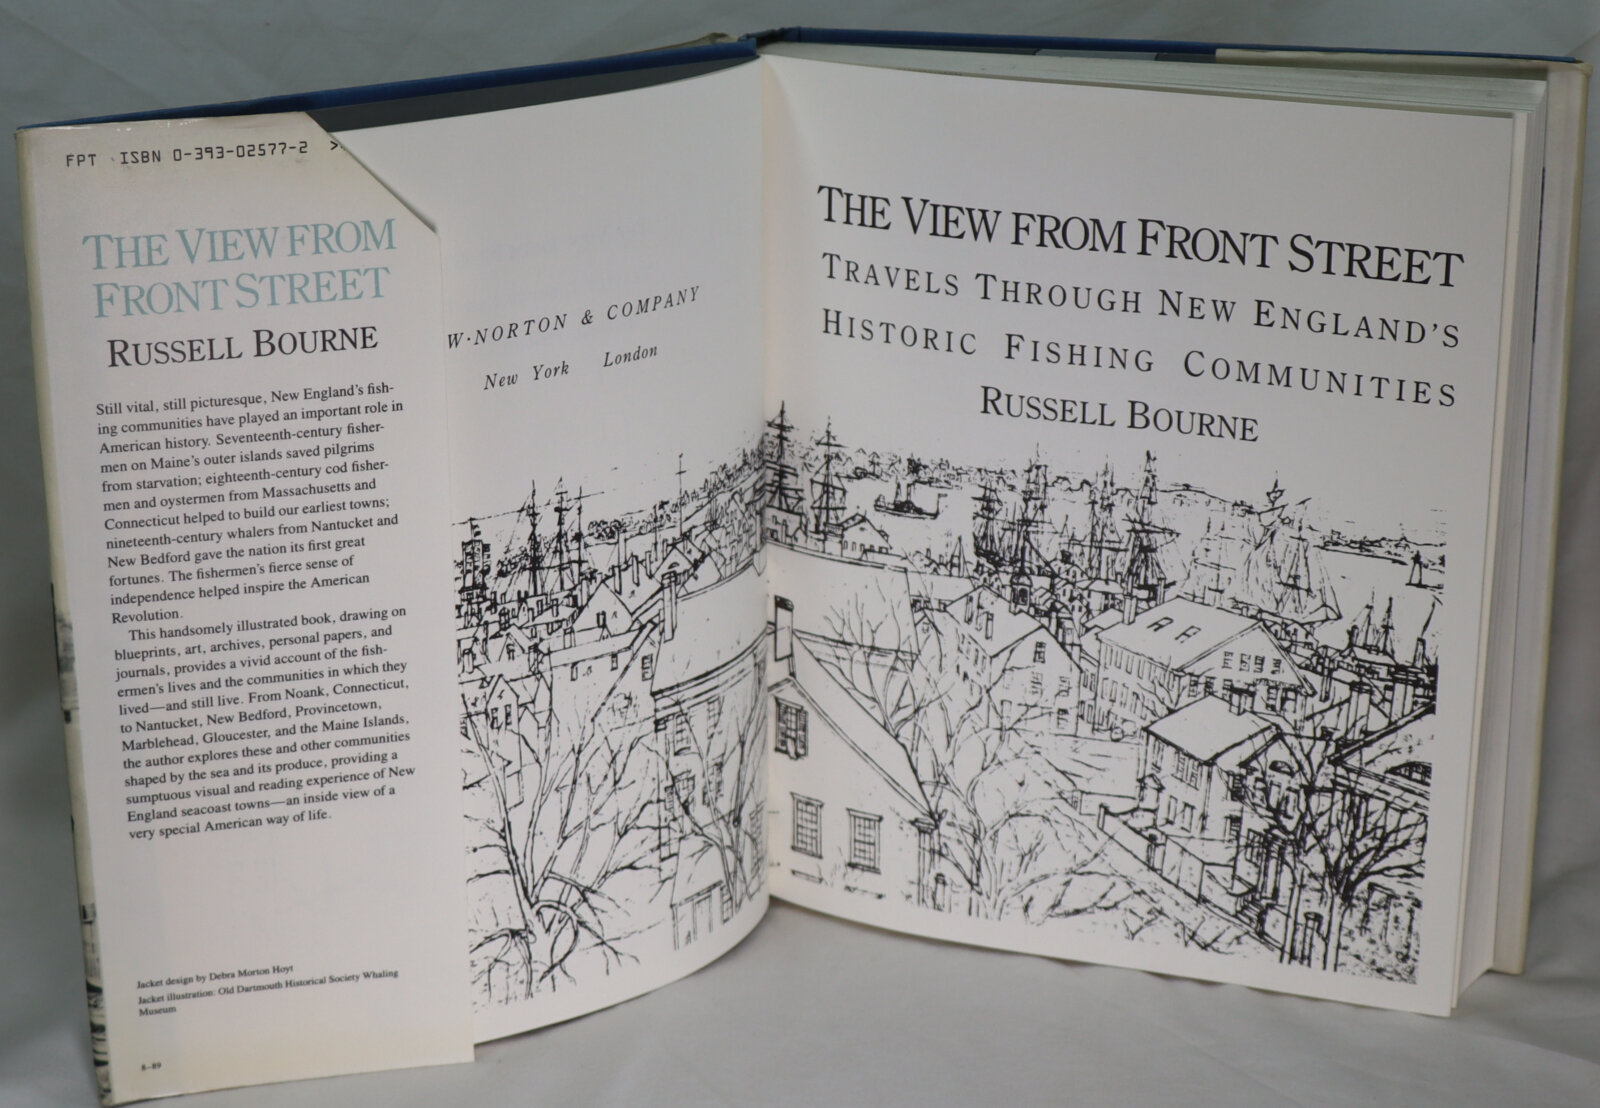 FPT ISBN 0-393-02577-2 >
THE VIEW FROM
FRONT STREET
RUSSELL BOURNE
Still vital, still picturesque, New England's fish-
ing communities have played an important role in
American history. Seventeenth-century fisher-
men on Maine's outer islands saved pilgrims
from starvation; eighteenth-century cod fisher-
men and oystermen from Massachusetts and
Connecticut helped to build our earliest towns;
nineteenth-century whalers from Nantucket and
New Bedford gave the nation its first great
fortunes. The fishermen's fierce sense of
independence helped inspire the American
Revolution.
This handsomely illustrated book, drawing on
blueprints, art, archives, personal papers, and
journals, provides a vivid account of the fish-
ermen's lives and the communities in which they
lived—and still live. From Noank, Connecticut,
to Nantucket, New Bedford, Provincetown,
Marblehead, Gloucester, and the Maine Islands,
the author explores these and other communities
shaped by the sea and its produce, providing a
sumptuous visual and reading experience of New
England seacoast towns—an inside view of a
very special American way of life.
Jacket design by Debra Morton Hoyt
Jacket illustration: Old Dartmouth Historical Society Whaling
Museum
8-89
W·NORTON & COMPANY
New York London
THE VIEW FROM FRONT STREET
TRAVELS THROUGH NEW ENGLAND'S
HISTORIC FISHING COMMUNITIES
RUSSELL BOURNE